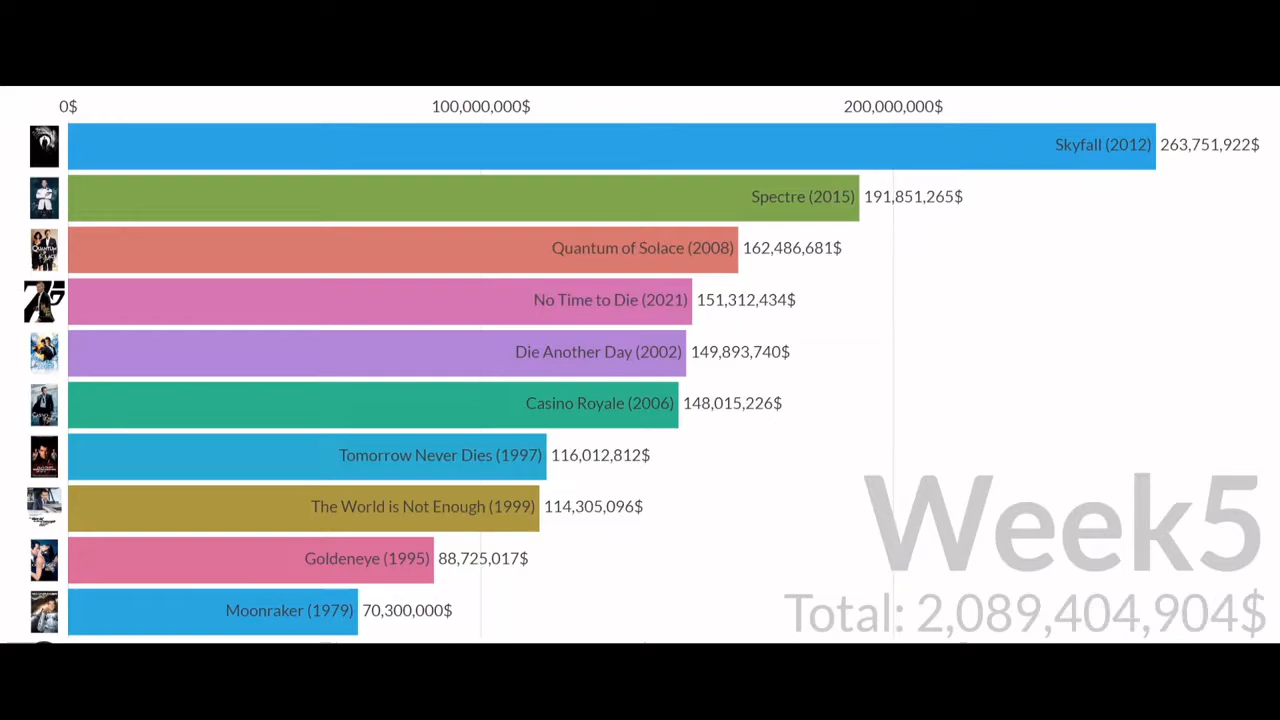 0$ 100,000,000$ 200,000,000$
Skyfall (2012) 263,751,922$
Spectre (2015) 191,851,265$
Quantum of Solace (2008) 162,486,681$
No Time to Die (2021) 151,312,434$
Die Another Day (2002) 149,893,740$
Casino Royale (2006) 148,015,226$
Tomorrow Never Dies (1997) 116,012,812$
The World is Not Enough (1999) 114,305,096$
Goldeneye (1995) 88,725,017$
Moonraker (1979) 70,300,000$
Week5
Total: 2,089,404,904$